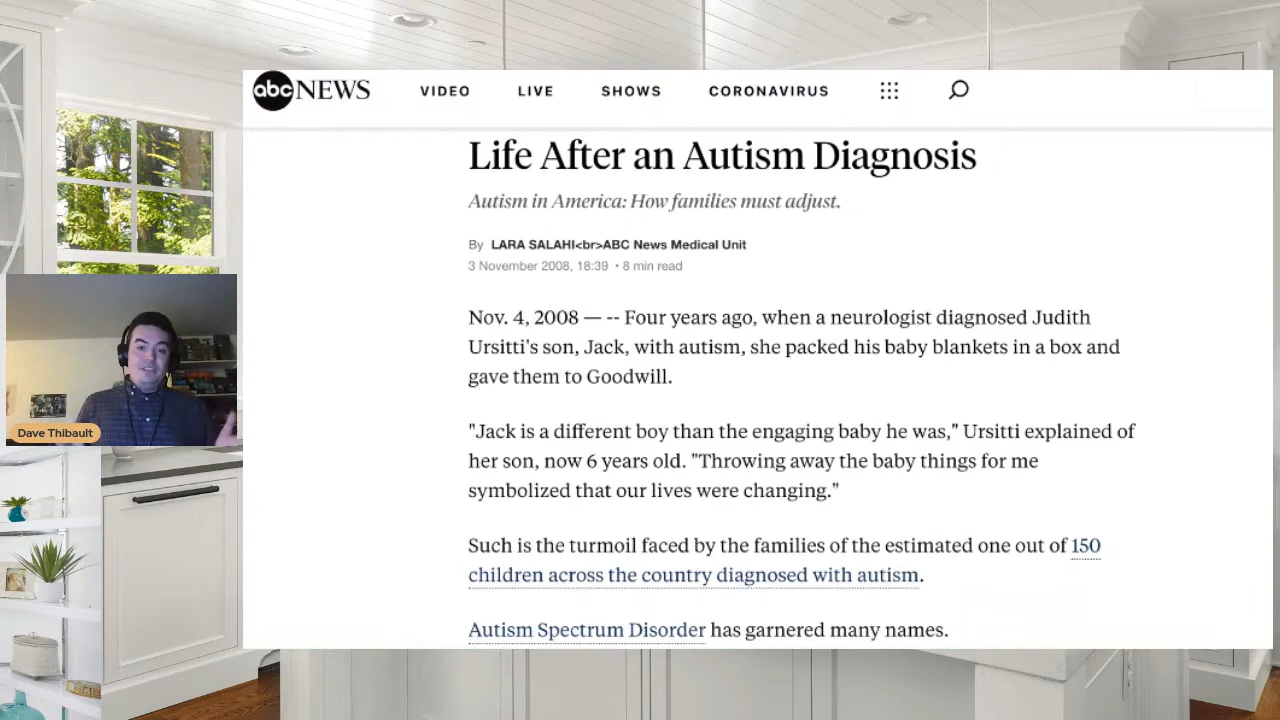 abc NEWS
VIDEO LIVE SHOWS CORONAVIRUS
Life After an Autism Diagnosis
Autism in America: How families must adjust.
By LARA SALAHI<br>ABC News Medical Unit
3 November 2008, 18:39 • 8 min read
Nov. 4, 2008 — -- Four years ago, when a neurologist diagnosed Judith
Ursitti's son, Jack, with autism, she packed his baby blankets in a box and
gave them to Goodwill.
"Jack is a different boy than the engaging baby he was," Ursitti explained of
her son, now 6 years old. "Throwing away the baby things for me
symbolized that our lives were changing."
Such is the turmoil faced by the families of the estimated one out of 150
children across the country diagnosed with autism.
Autism Spectrum Disorder has garnered many names.
Dave Thibault